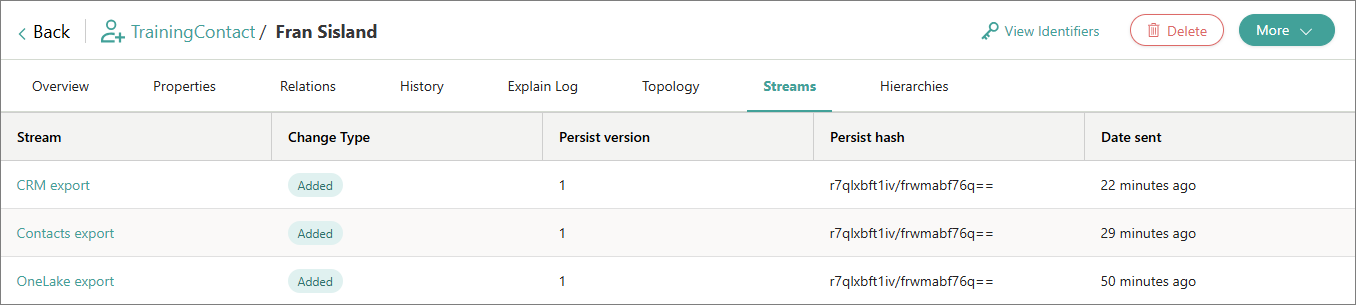 Back TrainingContact / Fran Sisland View Identifiers Delete More
Overview Properties Relations History Explain Log Topology Streams Hierarchies
Stream Change Type Persist version Persist hash Date sent
CRM export Added 1 r7qlxbft1iv/frwmabf76q== 22 minutes ago
Contacts export Added 1 r7qlxbft1iv/frwmabf76q== 29 minutes ago
OneLake export Added 1 r7qlxbft1iv/frwmabf76q== 50 minutes ago